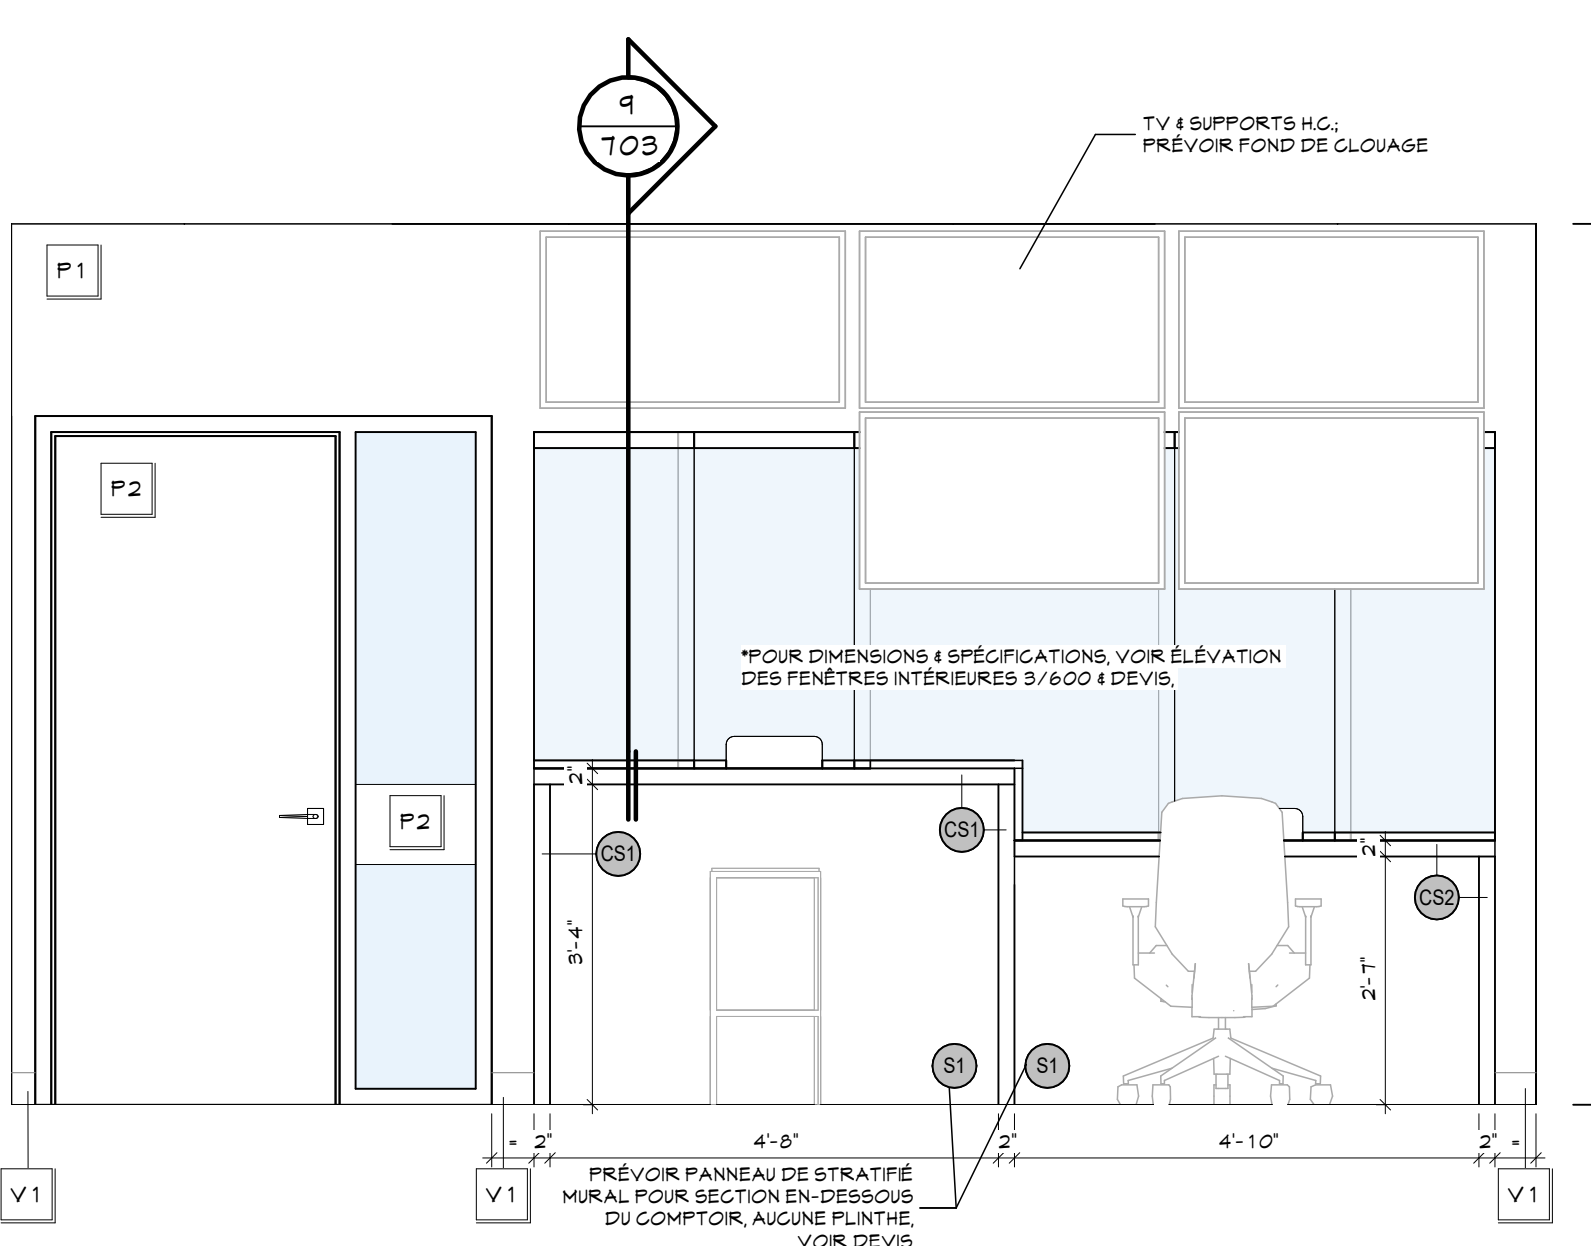 9
703
TV & SUPPORTS H.C.;
PRÉVOIR FOND DE CLOUAGE
P1
P2
P2
*POUR DIMENSIONS & SPÉCIFICATIONS, VOIR ÉLÉVATION
DES FENÊTRES INTÉRIEURES 3/600 & DEVIS,
2"
CS1
CS1
2"
CS2
3'-4"
2'-7"
S1
S1
= 2" 4'-8" 2" 4'-10" 2" =
V1
V1
V1
PRÉVOIR PANNEAU DE STRATIFIÉ
MURAL POUR SECTION EN-DESSOUS
DU COMPTOIR, AUCUNE PLINTHE,
VOIR DEVIS